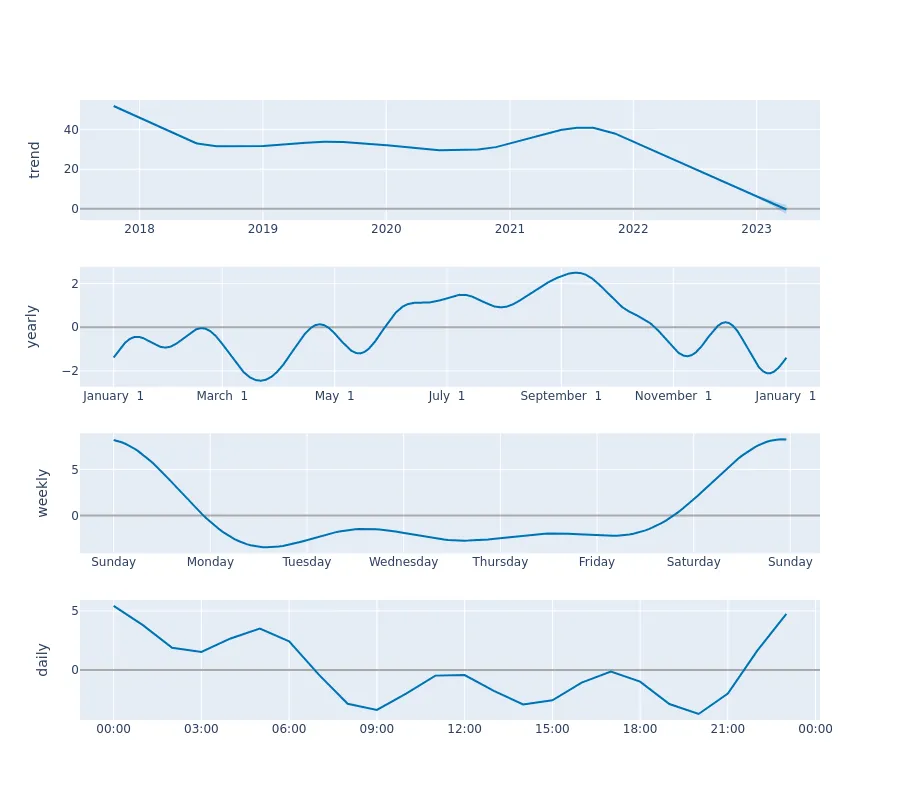 trend
40
20
0
2018 2019 2020 2021 2022 2023
yearly
2
0
−2
January 1 March 1 May 1 July 1 September 1 November 1 January 1
weekly
5
0
Sunday Monday Tuesday Wednesday Thursday Friday Saturday Sunday
daily
5
0
00:00 03:00 06:00 09:00 12:00 15:00 18:00 21:00 00:00